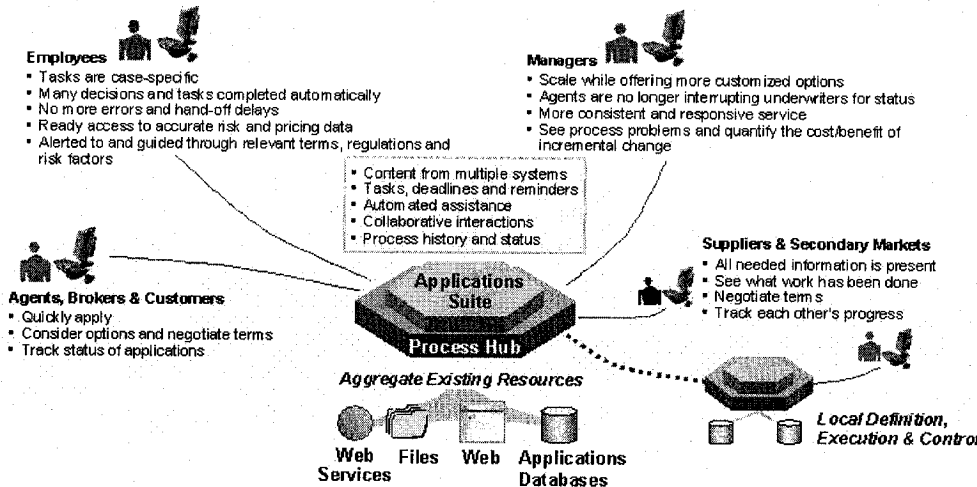 Employees
▪ Tasks are case-specific
▪ Many decisions and tasks completed automatically
▪ No more errors and hand-off delays
▪ Ready access to accurate risk and pricing data
▪ Alerted to and guided through relevant terms, regulations and
risk factors
Managers
▪ Scale while offering more customized options
▪ Agents are no longer interrupting underwriters for status
▪ More consistent and responsive service
▪ See process problems and quantify the cost/benefit of
incremental change
▪ Content from multiple systems
▪ Tasks, deadlines and reminders
▪ Automated assistance
▪ Collaborative interactions
▪ Process history and status
Agents, Brokers & Customers
▪ Quickly apply
▪ Consider options and negotiate terms
▪ Track status of applications
Applications
Suite
Process Hub
Suppliers & Secondary Markets
▪ All needed information is present
▪ See what work has been done
▪ Negotiate terms
▪ Track each other's progress
Aggregate Existing Resources
Web
Services
Files
Web
Applications
Databases
Local Definition,
Execution & Control